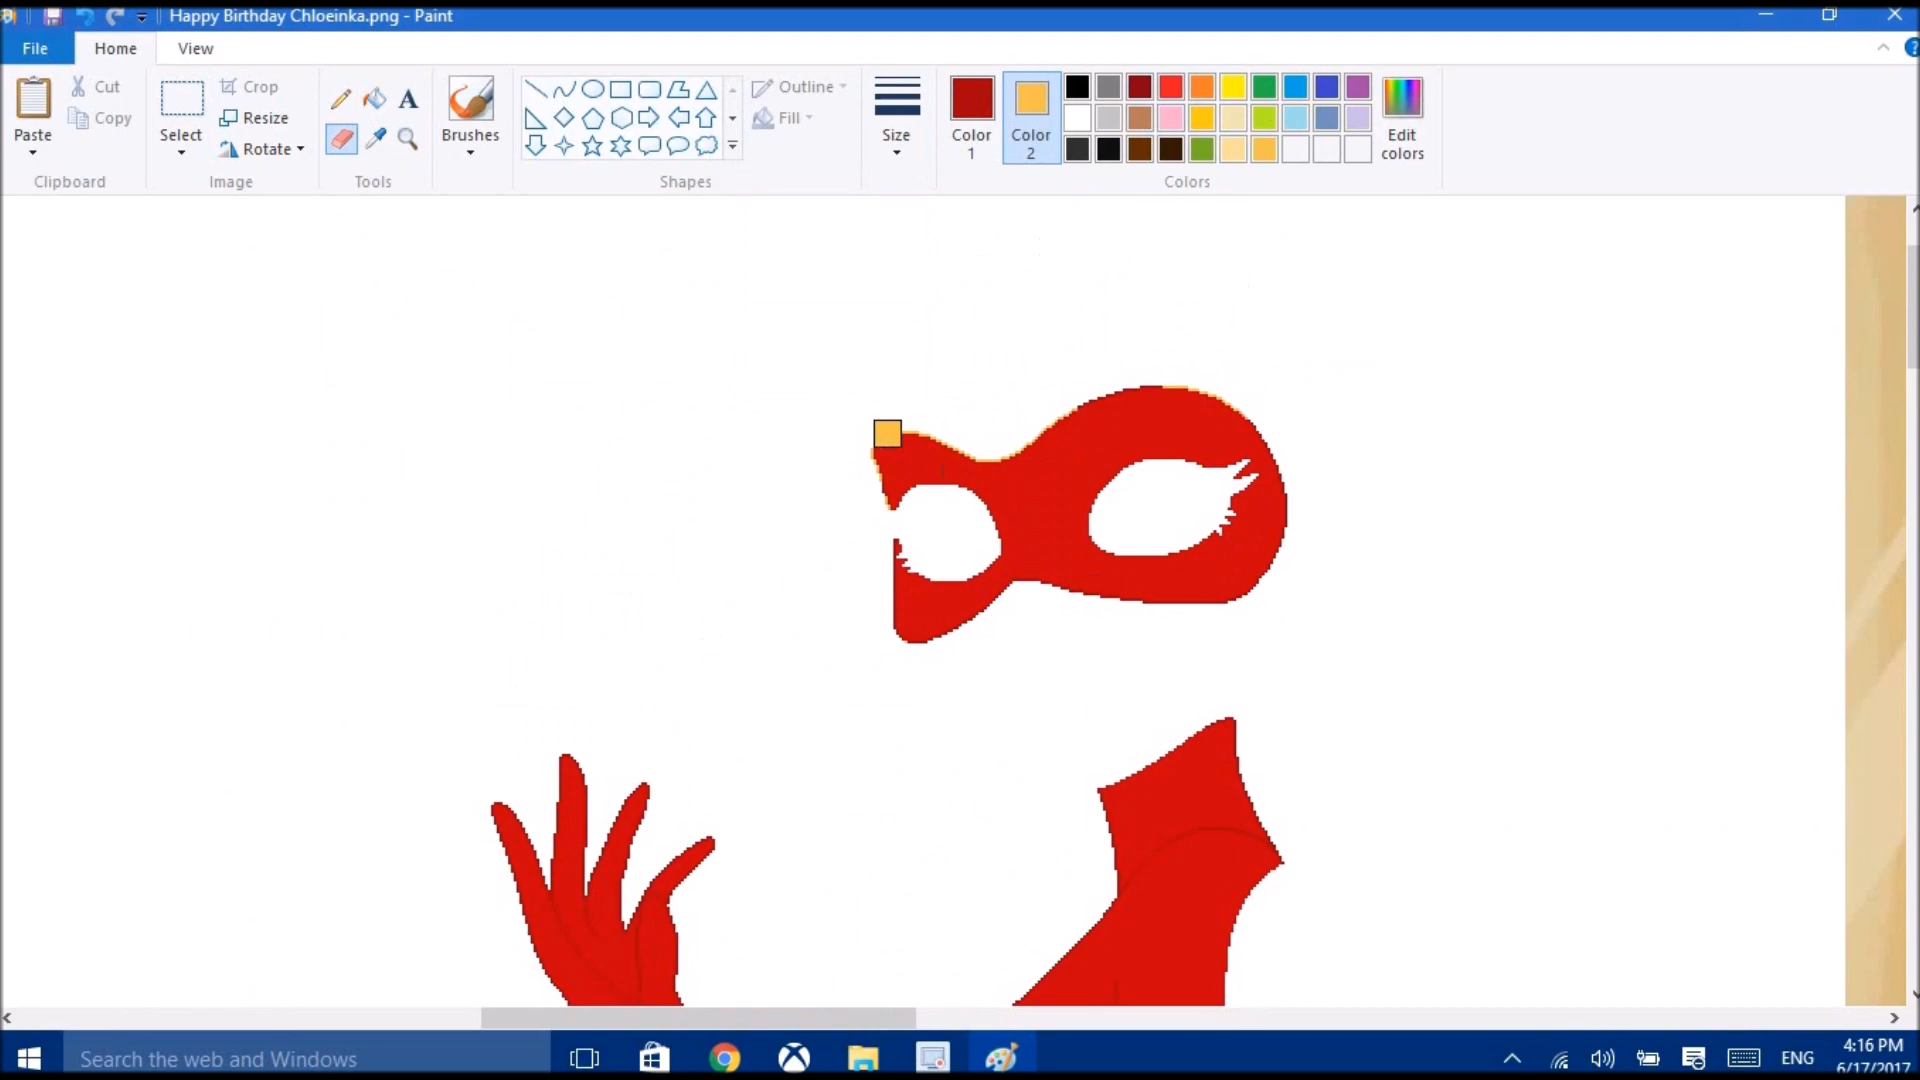 Happy Birthday Chloeinka.png - Paint
File Home View
Paste
Cut
Copy
Clipboard
Select
Crop
Resize
Rotate
Image
A
Tools
Brushes
Shapes
Outline
Fill
Size
Color 1
Color 2
Colors
Edit colors
Search the web and Windows
ENG
4:16 PM
6/17/2017